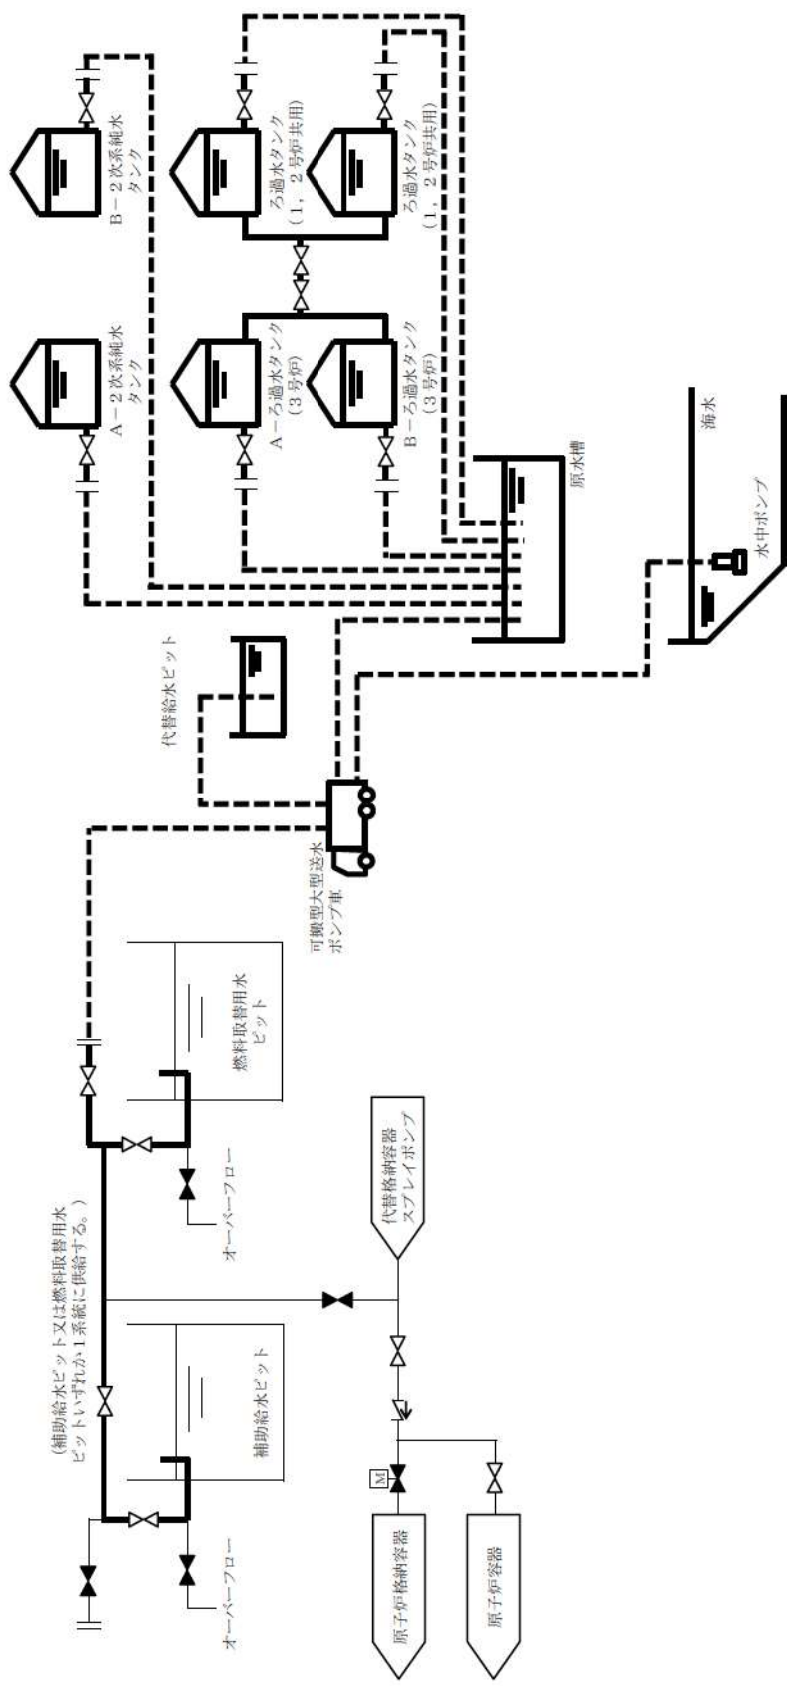 (補助給水ピット又は燃料取替用水
ピットいずれか1系統に供給する。)
オーバーフロー
補助給水ピット
オーバーフロー
燃料取替用水
ピット
原子炉格納容器
原子炉容器
M
代替格納容器
スプレイポンプ
可搬型大型送水
ポンプ車
代替給水ピット
A－2次系純水
タンク
B－2次系純水
タンク
A－ろ過水タンク
(3号炉)
ろ過水タンク
(1,2号炉共用)
B－ろ過水タンク
(3号炉)
ろ過水タンク
(1,2号炉共用)
原水槽
海水
水中ポンプ